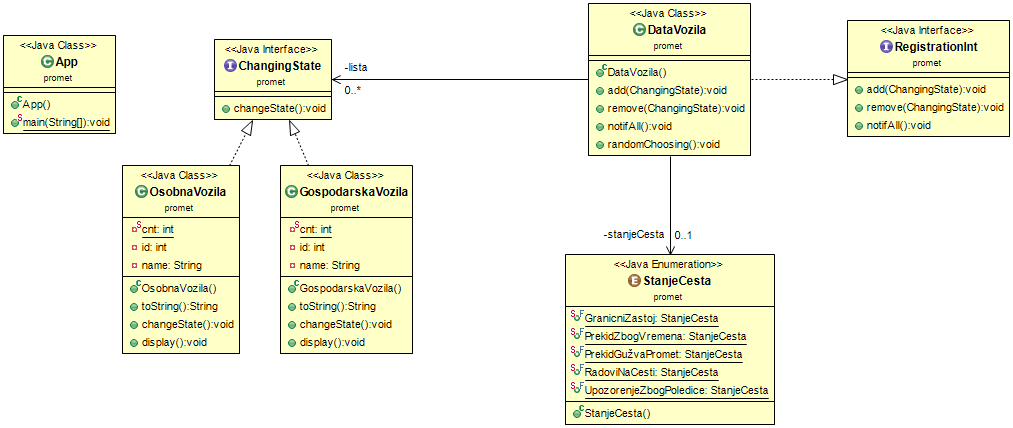 <<Java Class>>
App
promet
App()
main(String[]):void
<<Java Interface>>
ChangingState
promet
changeState():void
-lista
0..*
<<Java Class>>
DataVozila
promet
DataVozila()
add(ChangingState):void
remove(ChangingState):void
notifAll():void
randomChoosing():void
<<Java Interface>>
RegistrationInt
promet
add(ChangingState):void
remove(ChangingState):void
notifAll():void
<<Java Class>>
OsobnaVozila
promet
cnt: int
id: int
name: String
OsobnaVozila()
toString():String
changeState():void
display():void
<<Java Class>>
GospodarskaVozila
promet
cnt: int
id: int
name: String
GospodarskaVozila()
toString():String
changeState():void
display():void
-stanjeCesta
0..1
<<Java Enumeration>>
StanjeCesta
promet
GranicniZastoj: StanjeCesta
PrekidZbogVremena: StanjeCesta
PrekidGužvaPromet: StanjeCesta
RadoviNaCesti: StanjeCesta
UpozorenjeZbogPoledice: StanjeCesta
StanjeCesta()